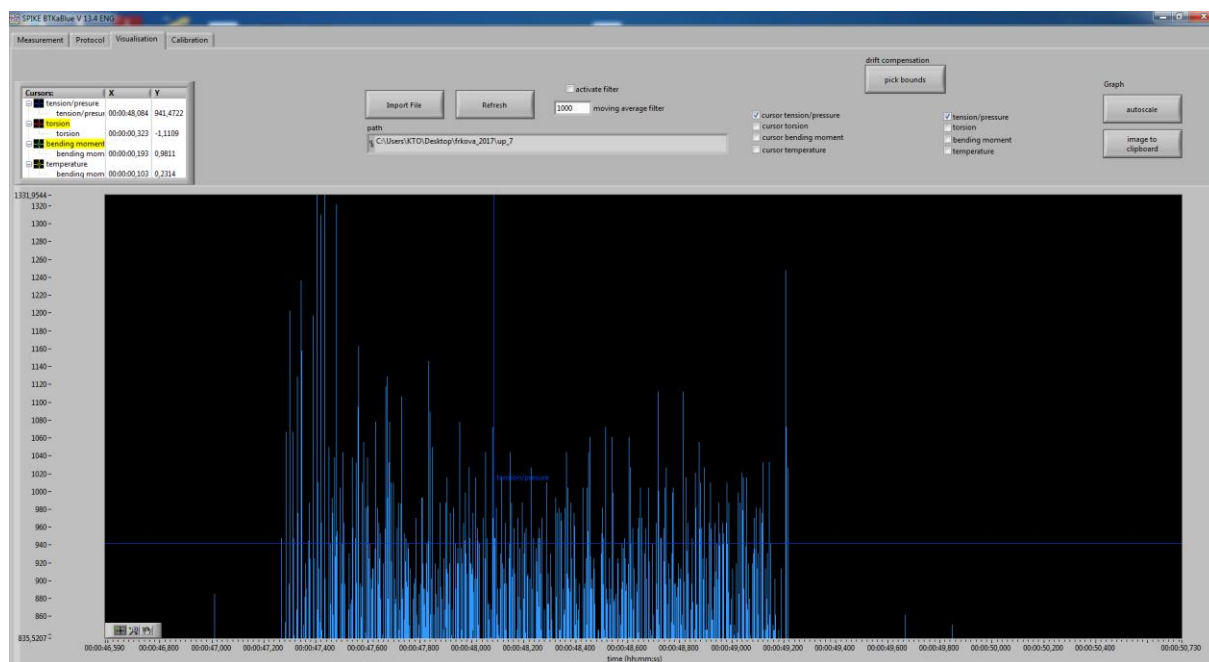 SPIKE BTKaBlue V 13.4 ENG
Measurement Protocol Visualisation Calibration
drift compensation
pick bounds
Graph
autoscale
image to clipboard
Cursors: X Y
tension/presure
tension/presur 00:00:48,084 941,4722
torsion
torsion 00:00:00,323 -1,1109
bending moment
bending mom 00:00:00,193 0,9811
temperature
bending mom 00:00:00,103 0,2314
Import File Refresh
activate filter
1000 moving average filter
path
C:\Users\KTO\Desktop\frkova_2017\up_7
cursor tension/pressure
cursor torsion
cursor bending moment
cursor temperature
tension/pressure
torsion
bending moment
temperature
1331,9544
1320
1300
1280
1260
1240
1220
1200
1180
1160
1140
1120
1100
1080
1060
1040
1020
1000
980
960
940
920
900
880
860
835,5207
tension/presure
00:00:46,590 00:00:46,800 00:00:47,000 00:00:47,200 00:00:47,400 00:00:47,600 00:00:47,800 00:00:48,000 00:00:48,200 00:00:48,400 00:00:48,600 00:00:48,800 00:00:49,000 00:00:49,200 00:00:49,400 00:00:49,600 00:00:49,800 00:00:50,000 00:00:50,200 00:00:50,400 00:00:50,730
time (hh:mm:ss)